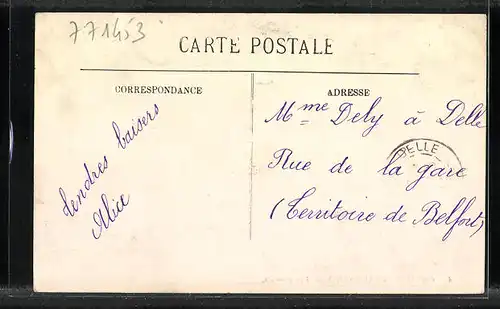 771453
CARTE POSTALE
CORRESPONDANCE
ADRESSE
tendres baisers
Alice
Mme Dely à Delle
Rue de la gare
(Territoire de Belfort)
DELLE